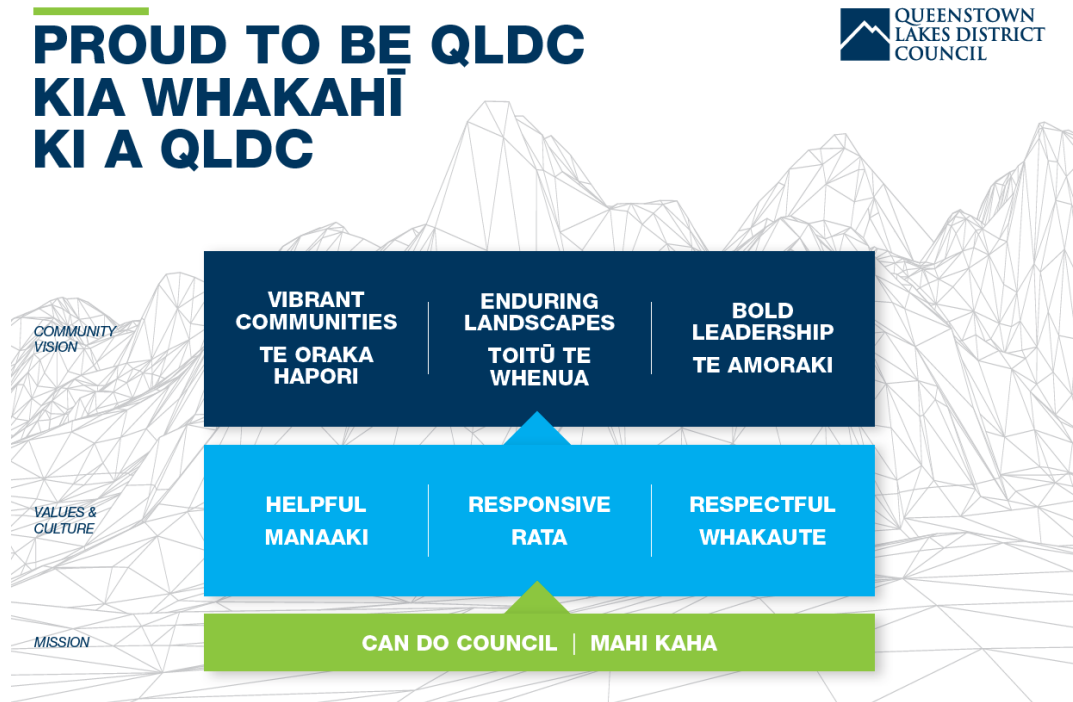 PROUD TO BE QLDC
KIA WHAKAHĪ
KI A QLDC
QUEENSTOWN
LAKES DISTRICT
COUNCIL
COMMUNITY
VISION
VIBRANT
COMMUNITIES
TE ORAKA
HAPORI
ENDURING
LANDSCAPES
TOITŪ TE
WHENUA
BOLD
LEADERSHIP
TE AMORAKI
VALUES &
CULTURE
HELPFUL
MANAAKI
RESPONSIVE
RATA
RESPECTFUL
WHAKAUTE
MISSION
CAN DO COUNCIL | MAHI KAHA